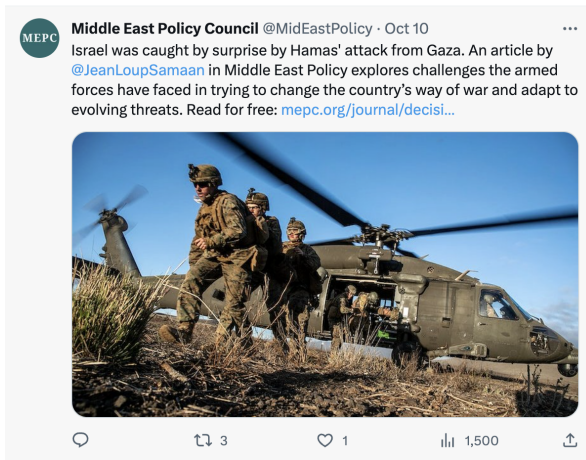 MEPC
Middle East Policy Council @MidEastPolicy · Oct 10
Israel was caught by surprise by Hamas' attack from Gaza. An article by
@JeanLoupSamaan in Middle East Policy explores challenges the armed
forces have faced in trying to change the country's way of war and adapt to
evolving threats. Read for free: mepc.org/journal/decisi...
3
1
1,500